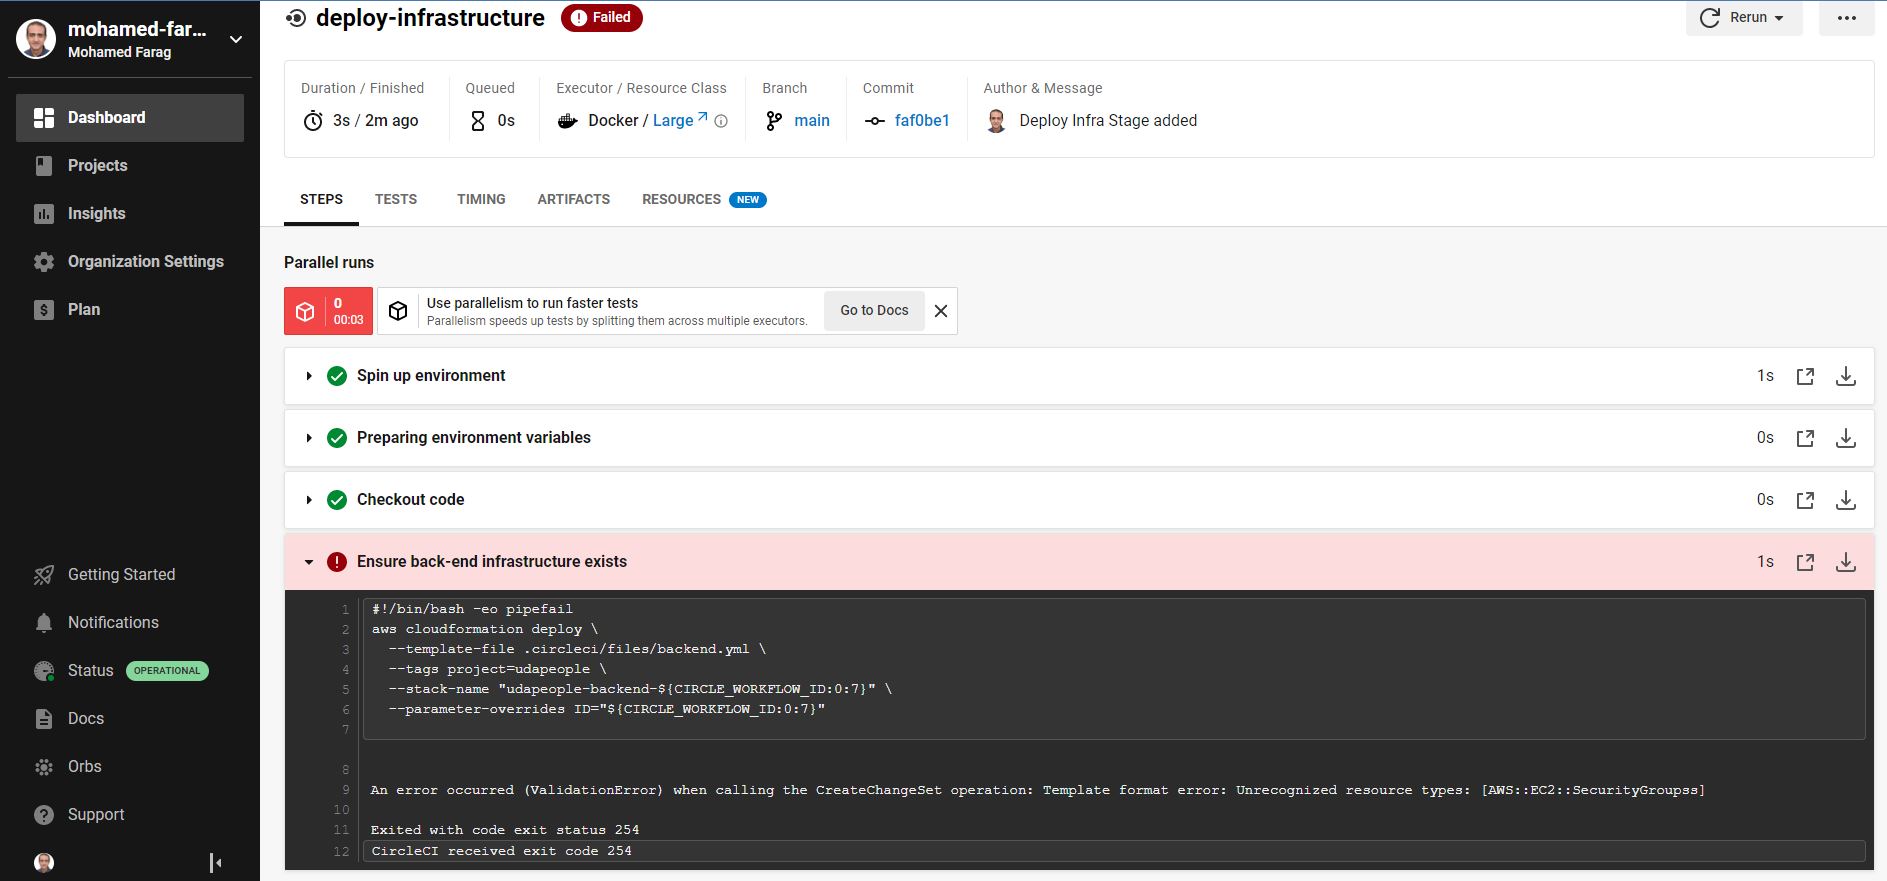 mohamed-far...
Mohamed Farag
Dashboard
Projects
Insights
Organization Settings
Plan
Getting Started
Notifications
Status OPERATIONAL
Docs
Orbs
Support
deploy-infrastructure
Failed
Rerun
Duration / Finished
3s / 2m ago
Queued
0s
Executor / Resource Class
Docker / Large
Branch
main
Commit
faf0be1
Author & Message
Deploy Infra Stage added
STEPS
TESTS
TIMING
ARTIFACTS
RESOURCES NEW
Parallel runs
0
00:03
Use parallelism to run faster tests
Parallelism speeds up tests by splitting them across multiple executors.
Go to Docs
Spin up environment 1s
Preparing environment variables 0s
Checkout code 0s
Ensure back-end infrastructure exists 1s
1 #!/bin/bash -eo pipefail
2 aws cloudformation deploy \
3 --template-file .circleci/files/backend.yml \
4 --tags project=udapeople \
5 --stack-name "udapeople-backend-${CIRCLE_WORKFLOW_ID:0:7}" \
6 --parameter-overrides ID="${CIRCLE_WORKFLOW_ID:0:7}"
7
8
9 An error occurred (ValidationError) when calling the CreateChangeSet operation: Template format error: Unrecognized resource types: [AWS::EC2::SecurityGroupss]
10
11 Exited with code exit status 254
12 CircleCI received exit code 254